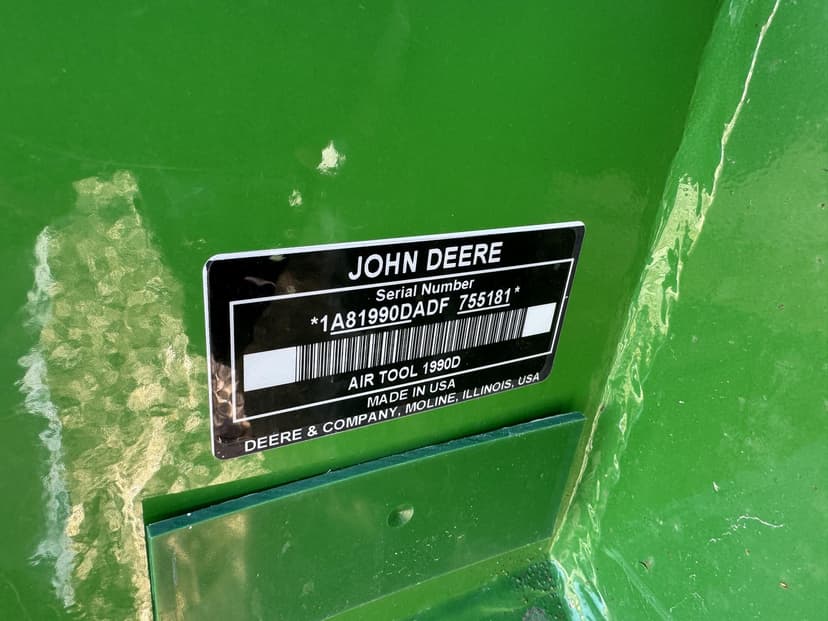 JOHN DEERE
Serial Number
*1A81990DADF 755181*
AIR TOOL 1990D
MADE IN USA
DEERE & COMPANY, MOLINE, ILLINOIS, USA